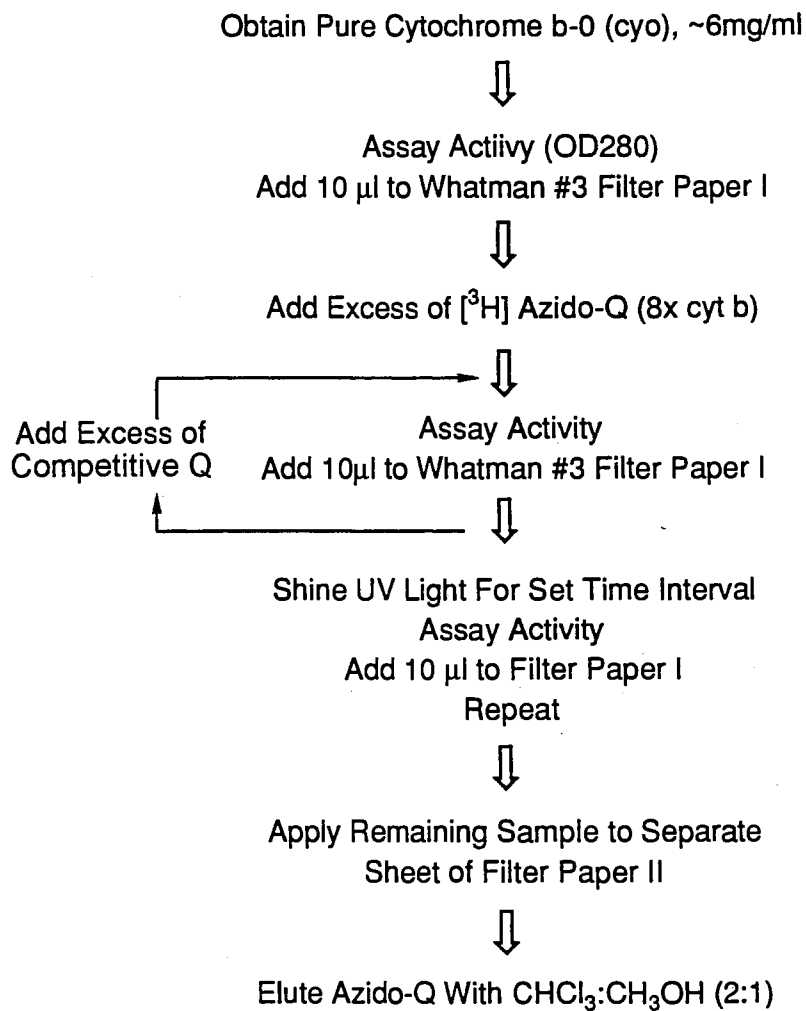 Obtain Pure Cytochrome b-0 (cyo), ~6mg/ml
Assay Actiivy (OD280)
Add 10 µl to Whatman #3 Filter Paper I
Add Excess of [³H] Azido-Q (8x cyt b)
Add Excess of
Competitive Q
Assay Activity
Add 10µl to Whatman #3 Filter Paper I
Shine UV Light For Set Time Interval
Assay Activity
Add 10 µl to Filter Paper I
Repeat
Apply Remaining Sample to Separate
Sheet of Filter Paper II
Elute Azido-Q With CHCl₃:CH₃OH (2:1)